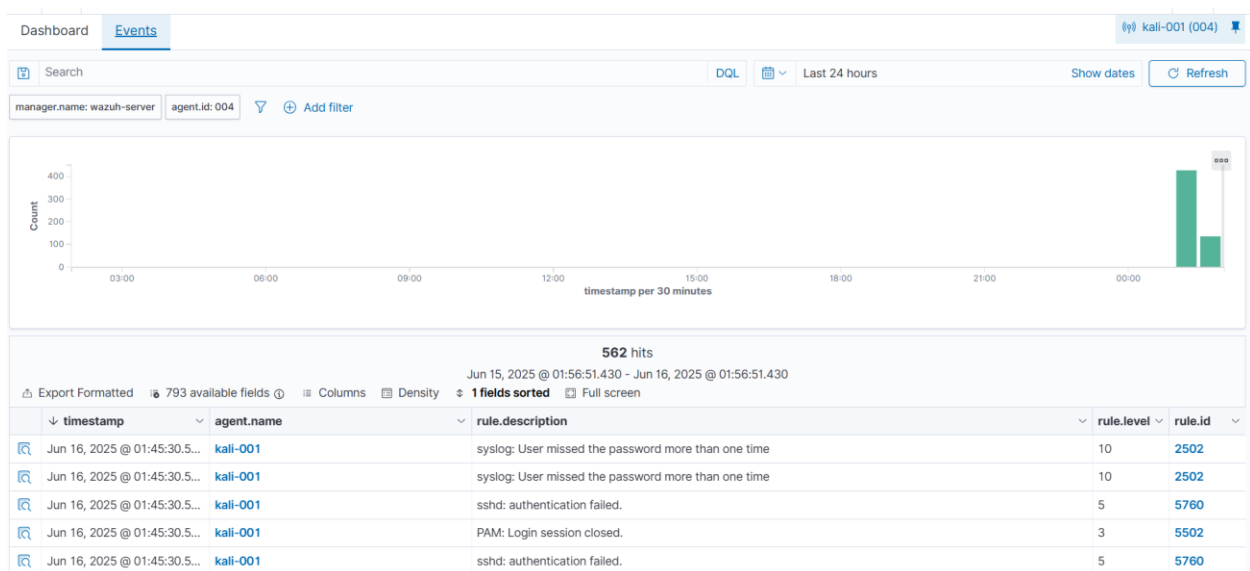 Dashboard Events kali-001 (004)
Search DQL Last 24 hours Show dates Refresh
manager.name: wazuh-server agent.id: 004 Add filter
400
300
200
100
0
Count
03:00 06:00 09:00 12:00 15:00 18:00 21:00 00:00
timestamp per 30 minutes
562 hits
Jun 15, 2025 @ 01:56:51.430 - Jun 16, 2025 @ 01:56:51.430
Export Formatted 793 available fields Columns Density 1 fields sorted Full screen
timestamp agent.name rule.description rule.level rule.id
Jun 16, 2025 @ 01:45:30.5... kali-001 syslog: User missed the password more than one time 10 2502
Jun 16, 2025 @ 01:45:30.5... kali-001 syslog: User missed the password more than one time 10 2502
Jun 16, 2025 @ 01:45:30.5... kali-001 sshd: authentication failed. 5 5760
Jun 16, 2025 @ 01:45:30.5... kali-001 PAM: Login session closed. 3 5502
Jun 16, 2025 @ 01:45:30.5... kali-001 sshd: authentication failed. 5 5760